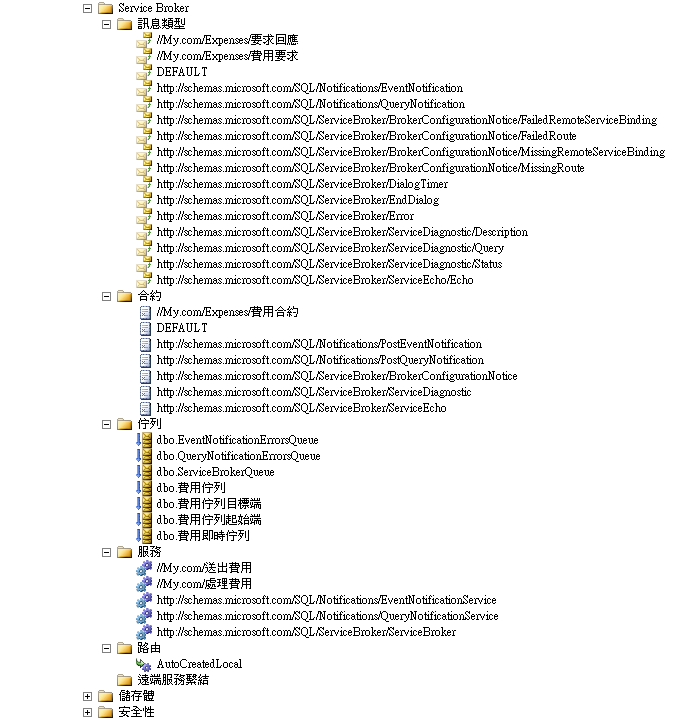 Service Broker
訊息類型
//My.com/Expenses/要求回應
//My.com/Expenses/費用要求
DEFAULT
http://schemas.microsoft.com/SQL/Notifications/EventNotification
http://schemas.microsoft.com/SQL/Notifications/QueryNotification
http://schemas.microsoft.com/SQL/ServiceBroker/BrokerConfigurationNotice/FailedRemoteServiceBinding
http://schemas.microsoft.com/SQL/ServiceBroker/BrokerConfigurationNotice/FailedRoute
http://schemas.microsoft.com/SQL/ServiceBroker/BrokerConfigurationNotice/MissingRemoteServiceBinding
http://schemas.microsoft.com/SQL/ServiceBroker/BrokerConfigurationNotice/MissingRoute
http://schemas.microsoft.com/SQL/ServiceBroker/DialogTimer
http://schemas.microsoft.com/SQL/ServiceBroker/EndDialog
http://schemas.microsoft.com/SQL/ServiceBroker/Error
http://schemas.microsoft.com/SQL/ServiceBroker/ServiceDiagnostic/Description
http://schemas.microsoft.com/SQL/ServiceBroker/ServiceDiagnostic/Query
http://schemas.microsoft.com/SQL/ServiceBroker/ServiceDiagnostic/Status
http://schemas.microsoft.com/SQL/ServiceBroker/ServiceEcho/Echo
合約
//My.com/Expenses/費用合約
DEFAULT
http://schemas.microsoft.com/SQL/Notifications/PostEventNotification
http://schemas.microsoft.com/SQL/Notifications/PostQueryNotification
http://schemas.microsoft.com/SQL/ServiceBroker/BrokerConfigurationNotice
http://schemas.microsoft.com/SQL/ServiceBroker/ServiceDiagnostic
http://schemas.microsoft.com/SQL/ServiceBroker/ServiceEcho
佇列
dbo.EventNotificationErrorsQueue
dbo.QueryNotificationErrorsQueue
dbo.ServiceBrokerQueue
dbo.費用佇列
dbo.費用佇列目標端
dbo.費用佇列起始端
dbo.費用即時佇列
服務
//My.com/送出費用
//My.com/處理費用
http://schemas.microsoft.com/SQL/Notifications/EventNotificationService
http://schemas.microsoft.com/SQL/Notifications/QueryNotificationService
http://schemas.microsoft.com/SQL/ServiceBroker/ServiceBroker
路由
AutoCreatedLocal
遠端服務繫結
儲存體
安全性